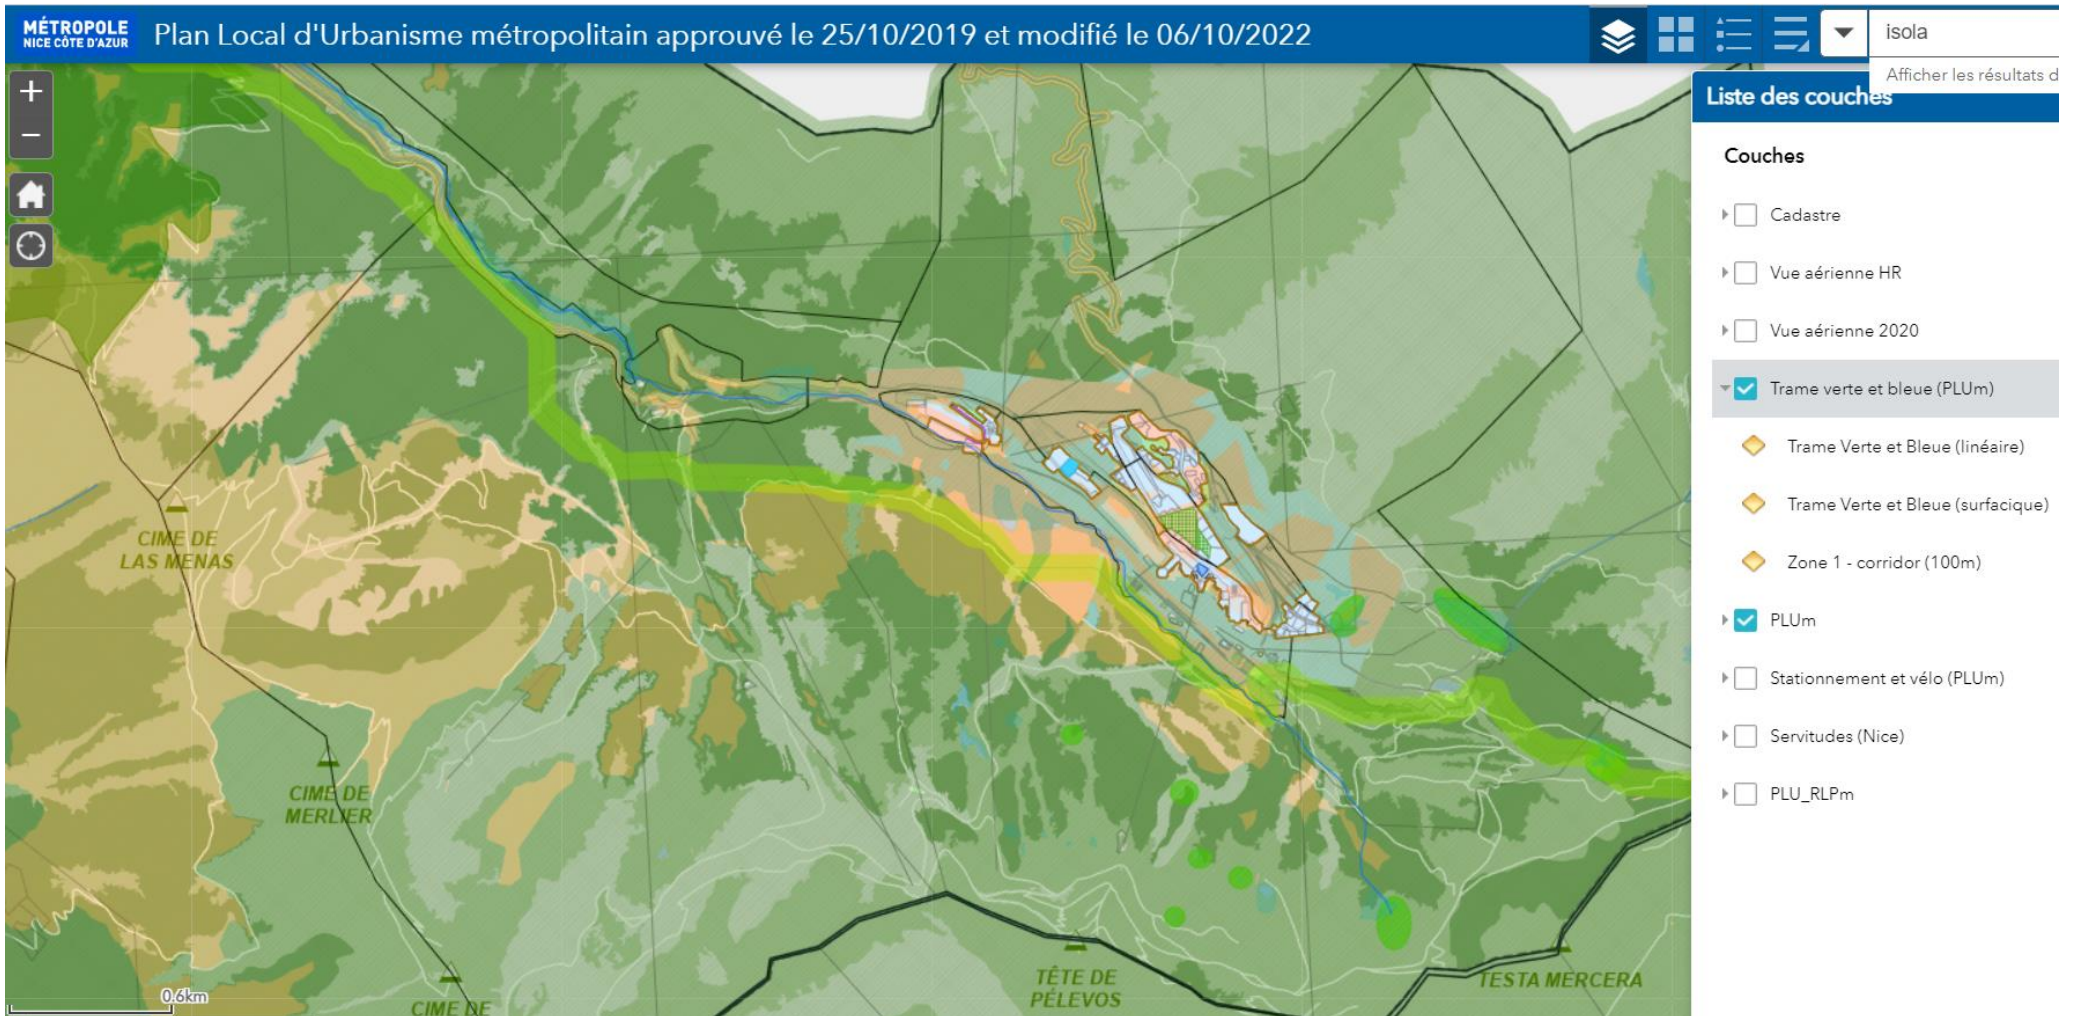 MÉTROPOLE
NICE CÔTE D'AZUR
Plan Local d'Urbanisme métropolitain approuvé le 25/10/2019 et modifié le 06/10/2022
isola
Afficher les résultats d
Liste des couches
Couches
Cadastre
Vue aérienne HR
Vue aérienne 2020
Trame verte et bleue (PLUm)
Trame Verte et Bleue (linéaire)
Trame Verte et Bleue (surfacique)
Zone 1 - corridor (100m)
PLUm
Stationnement et vélo (PLUm)
Servitudes (Nice)
PLU_RLPm
CIME DE
LAS MENAS
CIME DE
MERLIER
CIME DE
TÊTE DE
PÉLEVOS
TESTA MERCERA
0.6km